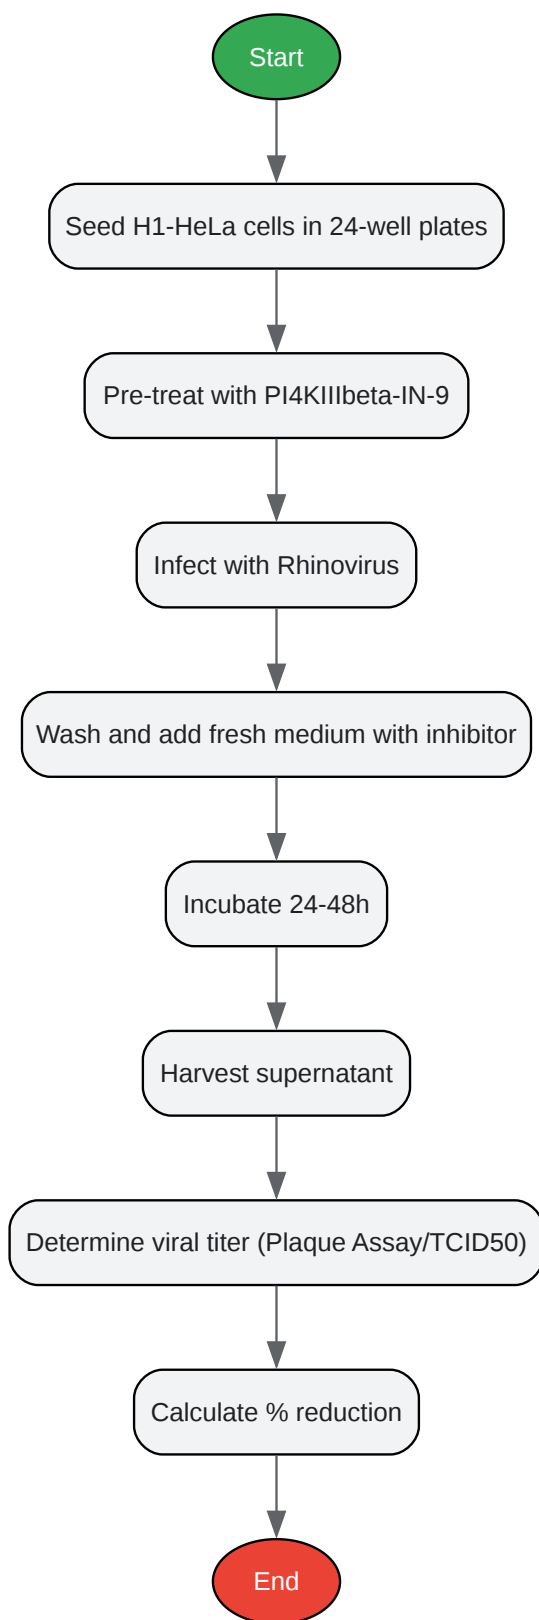 Start
Seed H1-HeLa cells in 24-well plates
Pre-treat with PI4KIIIbeta-IN-9
Infect with Rhinovirus
Wash and add fresh medium with inhibitor
Incubate 24-48h
Harvest supernatant
Determine viral titer (Plaque Assay/TCID50)
Calculate % reduction
End